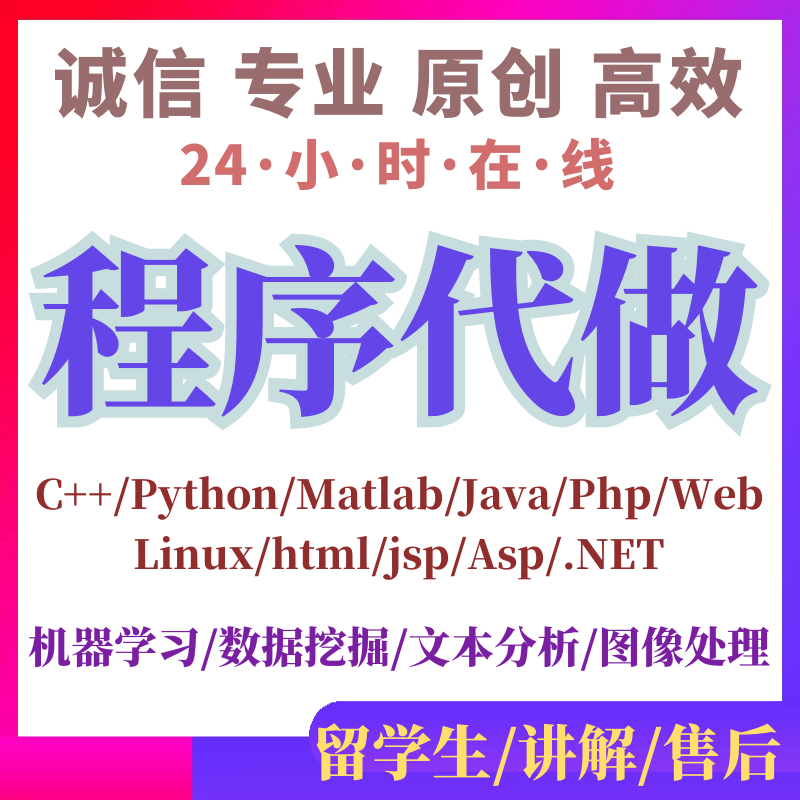 诚信 专业 原创 高效
24·小·时·在·线
程序代做
C++/Python/Matlab/Java/Php/Web
Linux/html/jsp/Asp/.NET
机器学习/数据挖掘/文本分析/图像处理
留学生/讲解/售后